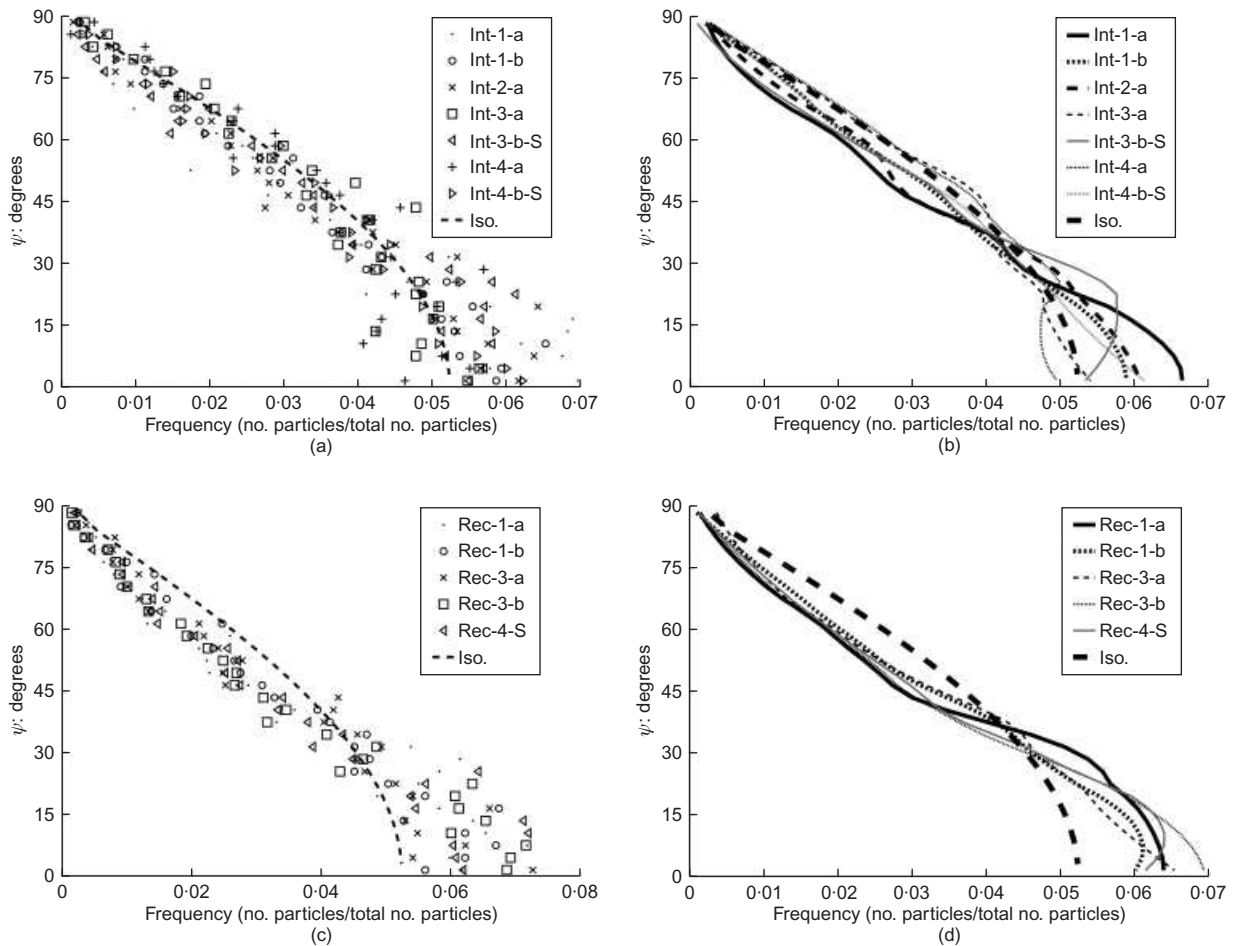 90
75
60
45
30
15
0
ψ: degrees
0 0·01 0·02 0·03 0·04 0·05 0·06 0·07
Frequency (no. particles/total no. particles)
(a)
Int-1-a
Int-1-b
Int-2-a
Int-3-a
Int-3-b-S
Int-4-a
Int-4-b-S
Iso.
90
75
60
45
30
15
0
ψ: degrees
0 0·01 0·02 0·03 0·04 0·05 0·06 0·07
Frequency (no. particles/total no. particles)
(b)
Int-1-a
Int-1-b
Int-2-a
Int-3-a
Int-3-b-S
Int-4-a
Int-4-b-S
Iso.
90
75
60
45
30
15
0
ψ: degrees
0 0·02 0·04 0·06 0·08
Frequency (no. particles/total no. particles)
(c)
Rec-1-a
Rec-1-b
Rec-3-a
Rec-3-b
Rec-4-S
Iso.
90
75
60
45
30
15
0
ψ: degrees
0 0·01 0·02 0·03 0·04 0·05 0·06 0·07
Frequency (no. particles/total no. particles)
(d)
Rec-1-a
Rec-1-b
Rec-3-a
Rec-3-b
Rec-4-S
Iso.